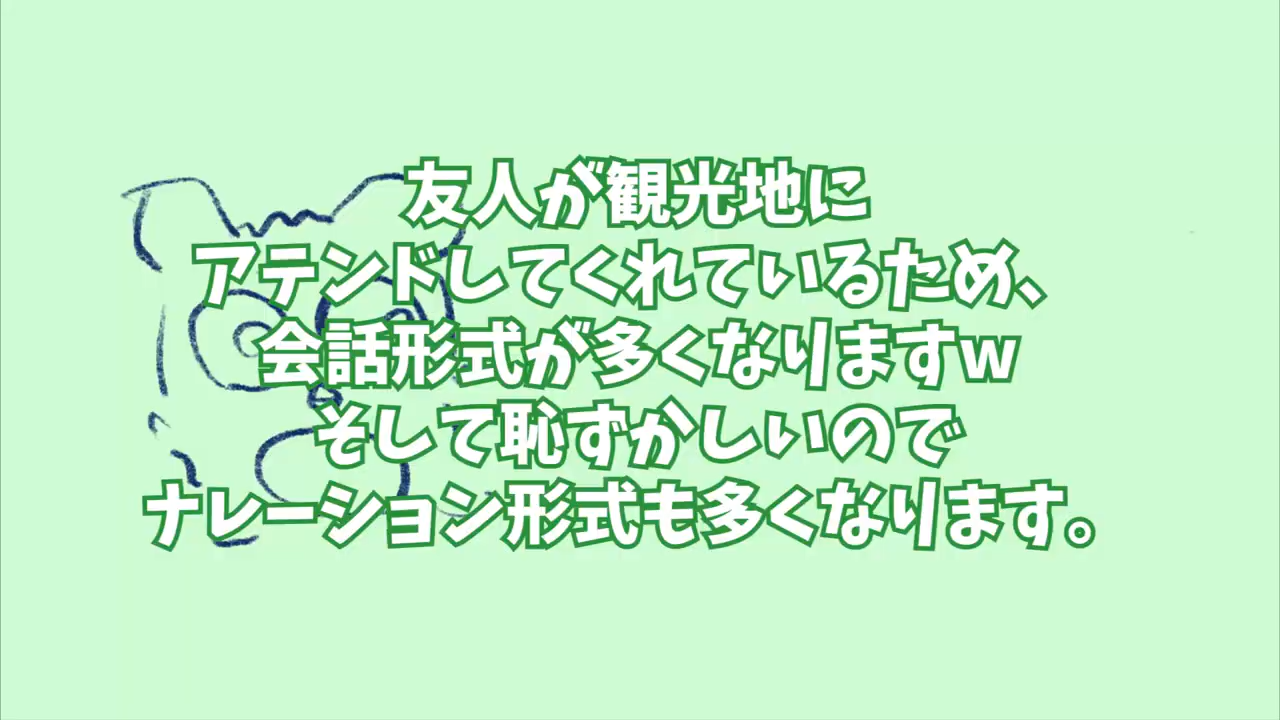 友人が観光地に
アテンドしてくれているため、
会話形式が多くなりますw
そして恥ずかしいので
ナレーション形式も多くなります。